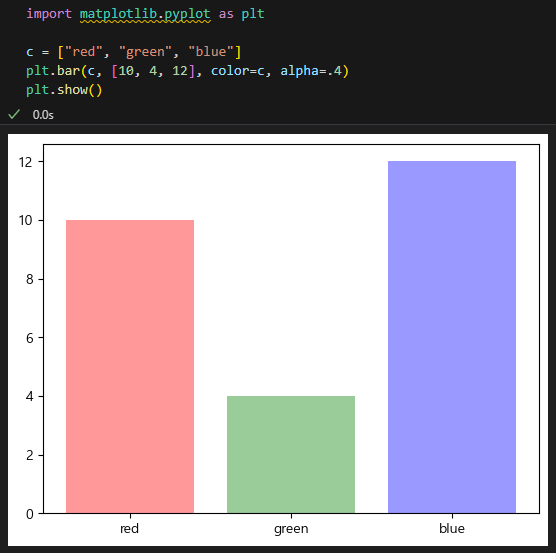 import matplotlib.pyplot as plt
c = ["red", "green", "blue"]
plt.bar(c, [10, 4, 12], color=c, alpha=.4)
plt.show()
✓ 0.0s
12
10
8
6
4
2
0
red green blue